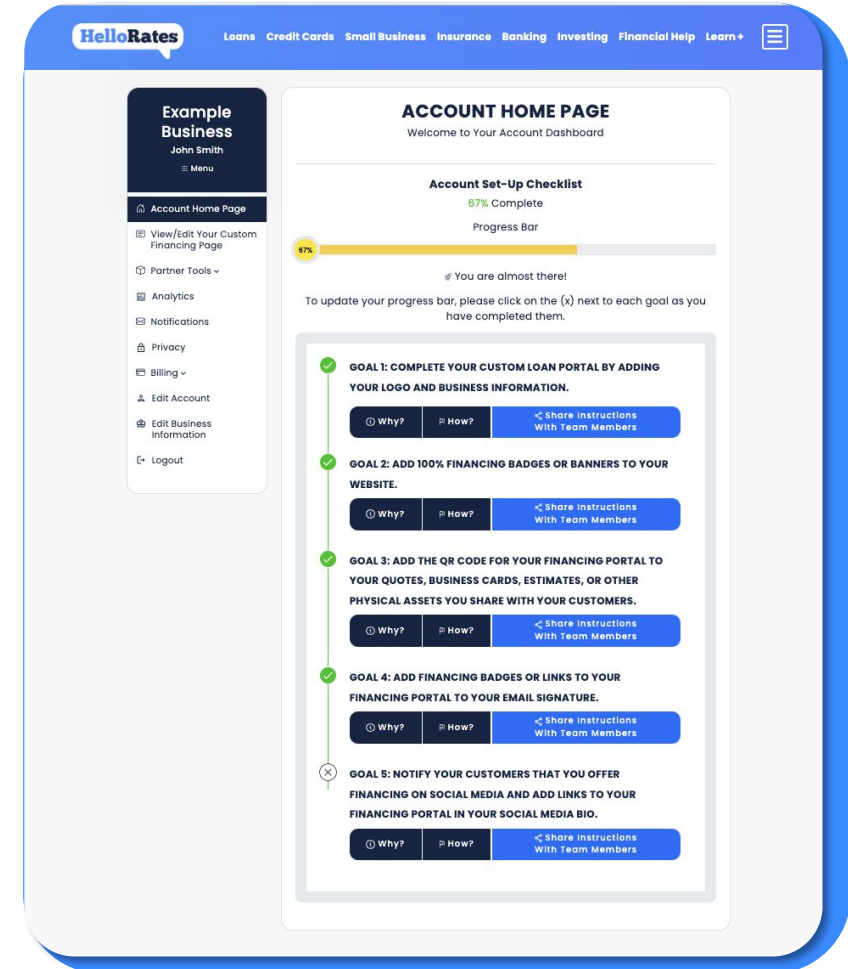 HelloRates
Loans Credit Cards Small Business Insurance Banking Investing Financial Help Learn+
Example
Business
John Smith
Menu
Account Home Page
View/Edit Your Custom
Financing Page
Partner Tools
Analytics
Notifications
Privacy
Billing
Edit Account
Edit Business
Information
Logout
ACCOUNT HOME PAGE
Welcome to Your Account Dashboard
Account Set-Up Checklist
67% Complete
Progress Bar
67%
You are almost there!
To update your progress bar, please click on the (x) next to each goal as you
have completed them.
GOAL 1: COMPLETE YOUR CUSTOM LOAN PORTAL BY ADDING
YOUR LOGO AND BUSINESS INFORMATION.
Why? How? Share Instructions
With Team Members
GOAL 2: ADD 100% FINANCING BADGES OR BANNERS TO YOUR
WEBSITE.
Why? How? Share Instructions
With Team Members
GOAL 3: ADD THE QR CODE FOR YOUR FINANCING PORTAL TO
YOUR QUOTES, BUSINESS CARDS, ESTIMATES, OR OTHER
PHYSICAL ASSETS YOU SHARE WITH YOUR CUSTOMERS.
Why? How? Share Instructions
With Team Members
GOAL 4: ADD FINANCING BADGES OR LINKS TO YOUR
FINANCING PORTAL TO YOUR EMAIL SIGNATURE.
Why? How? Share Instructions
With Team Members
GOAL 5: NOTIFY YOUR CUSTOMERS THAT YOU OFFER
FINANCING ON SOCIAL MEDIA AND ADD LINKS TO YOUR
FINANCING PORTAL IN YOUR SOCIAL MEDIA BIO.
Why? How? Share Instructions
With Team Members